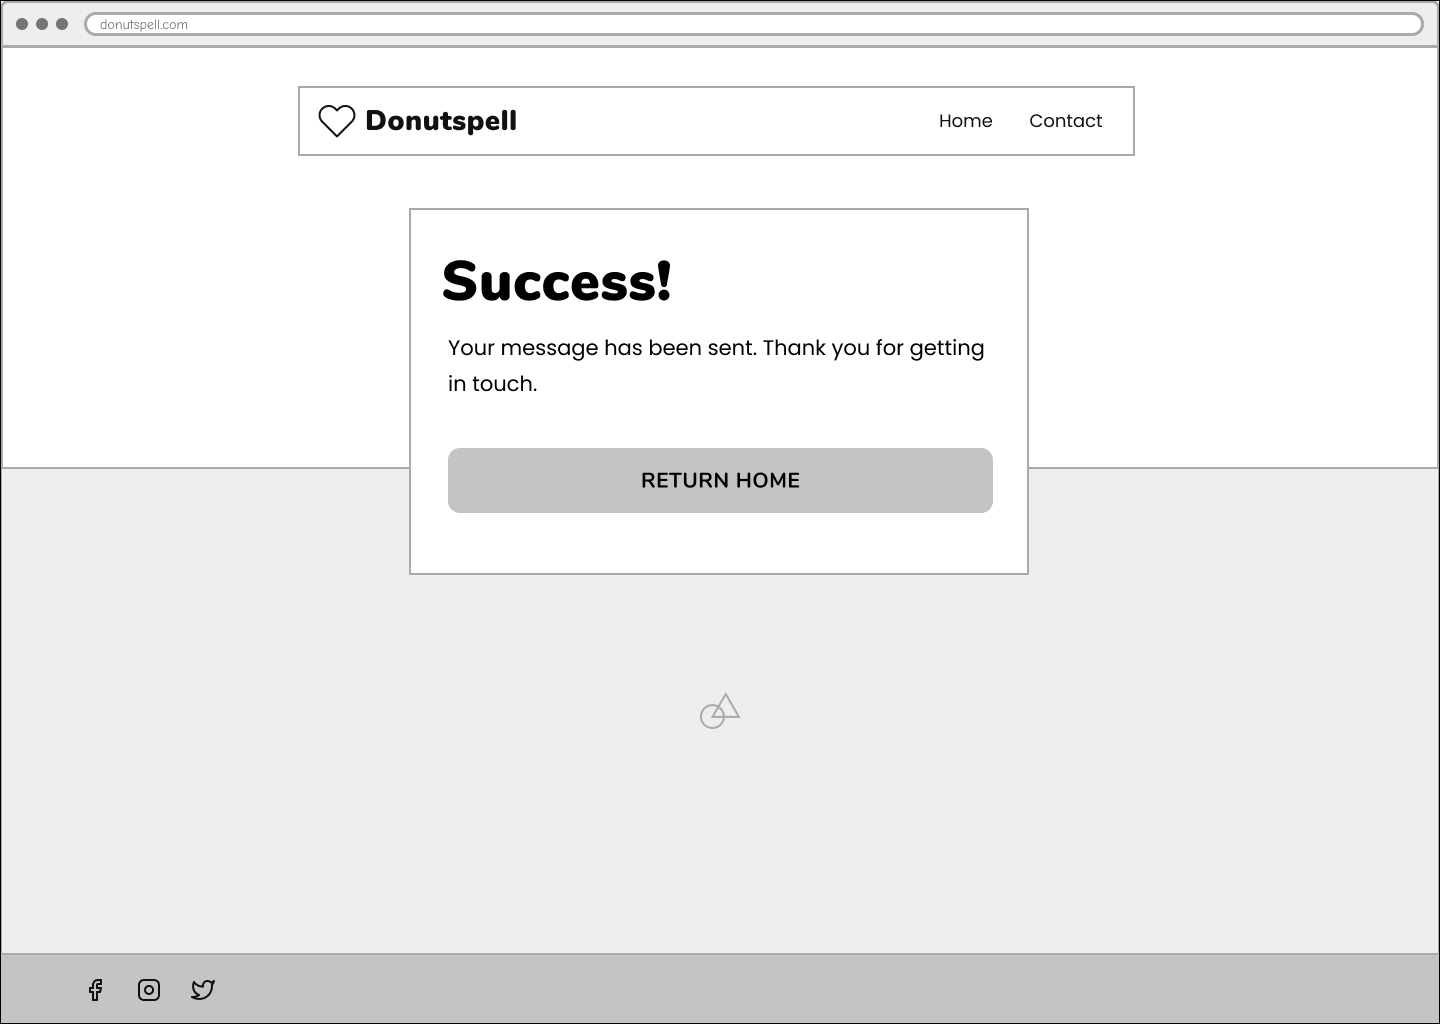 donutspell.com
Donutspell
Home
Contact
Success!
Your message has been sent. Thank you for getting
in touch.
RETURN HOME